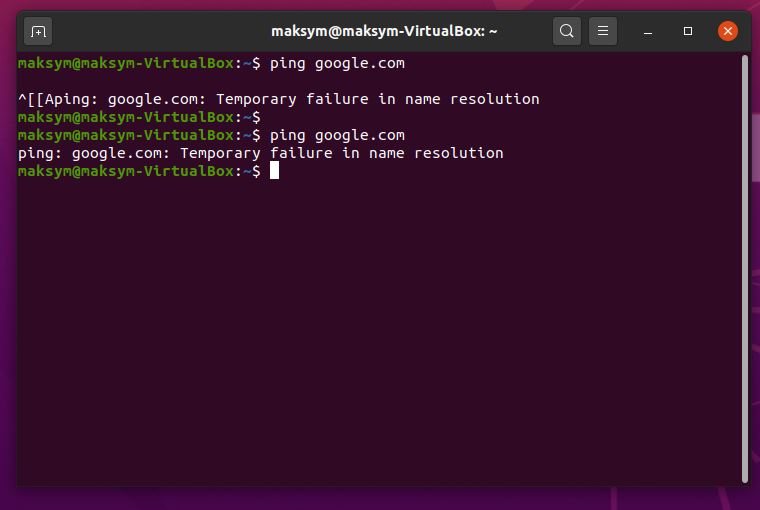 maksym@maksym-VirtualBox: ~
maksym@maksym-VirtualBox:~$ ping google.com
^[[Aping: google.com: Temporary failure in name resolution
maksym@maksym-VirtualBox:~$
maksym@maksym-VirtualBox:~$ ping google.com
ping: google.com: Temporary failure in name resolution
maksym@maksym-VirtualBox:~$